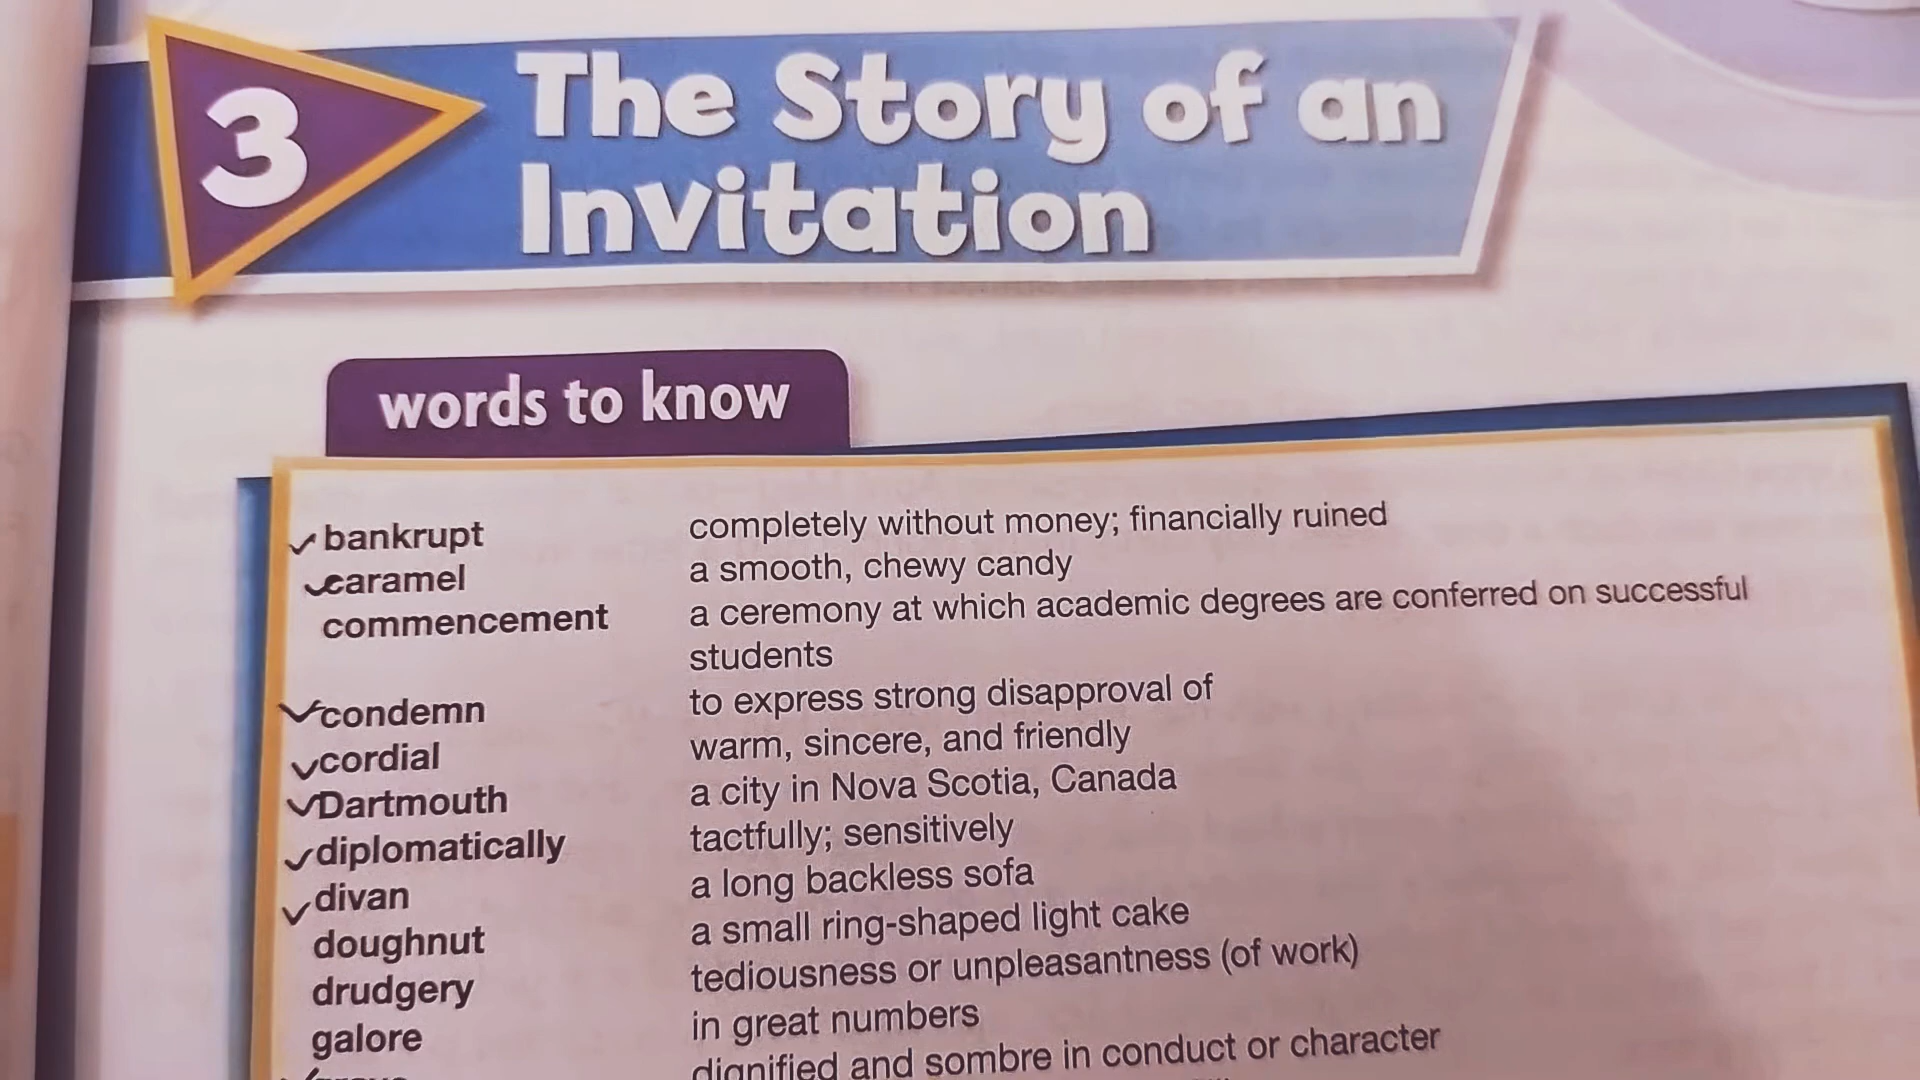 3
The Story of an
Invitation
words to know
bankrupt completely without money; financially ruined
caramel a smooth, chewy candy
commencement a ceremony at which academic degrees are conferred on successful
students
condemn to express strong disapproval of
cordial warm, sincere, and friendly
Dartmouth a city in Nova Scotia, Canada
diplomatically tactfully; sensitively
divan a long backless sofa
doughnut a small ring-shaped light cake
drudgery tediousness or unpleasantness (of work)
galore in great numbers
dignified and sombre in conduct or character